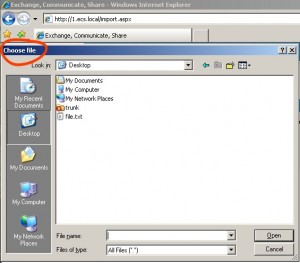 Exchange, Communicate, Share - Windows Internet Explorer
http://1.ecs.local/import.aspx
Exchange, Communicate, Share
Choose file
Look in:
Desktop
My Recent Documents
Desktop
My Documents
My Computer
My Network Places
My Documents
My Computer
My Network Places
trunk
file.txt
File name:
Open
Files of type:
All Files (*.*)
Cancel